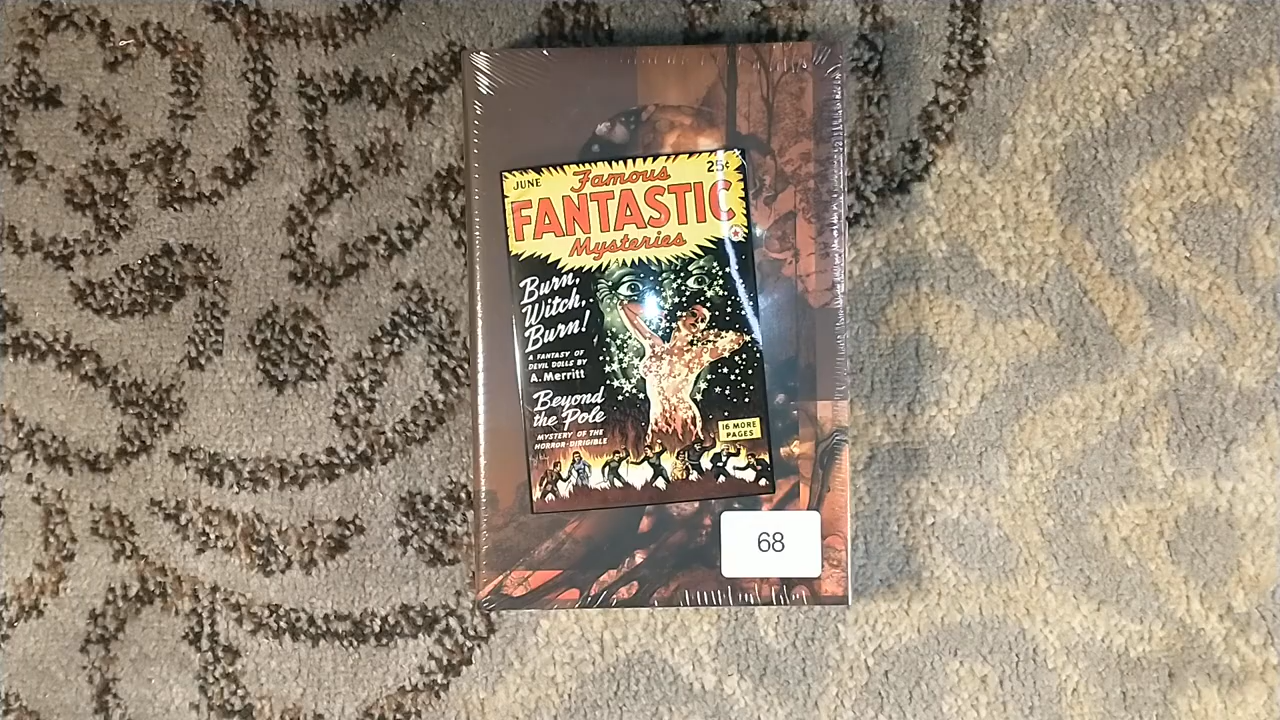 JUNE
25¢
Famous
FANTASTIC
Mysteries
Burn,
Witch,
Burn!
A FANTASY OF
DEVIL DOLLS BY
A. Merritt
Beyond
the Pole
MYSTERY OF THE
HORROR-DIRIGIBLE
16 MORE
PAGES
68